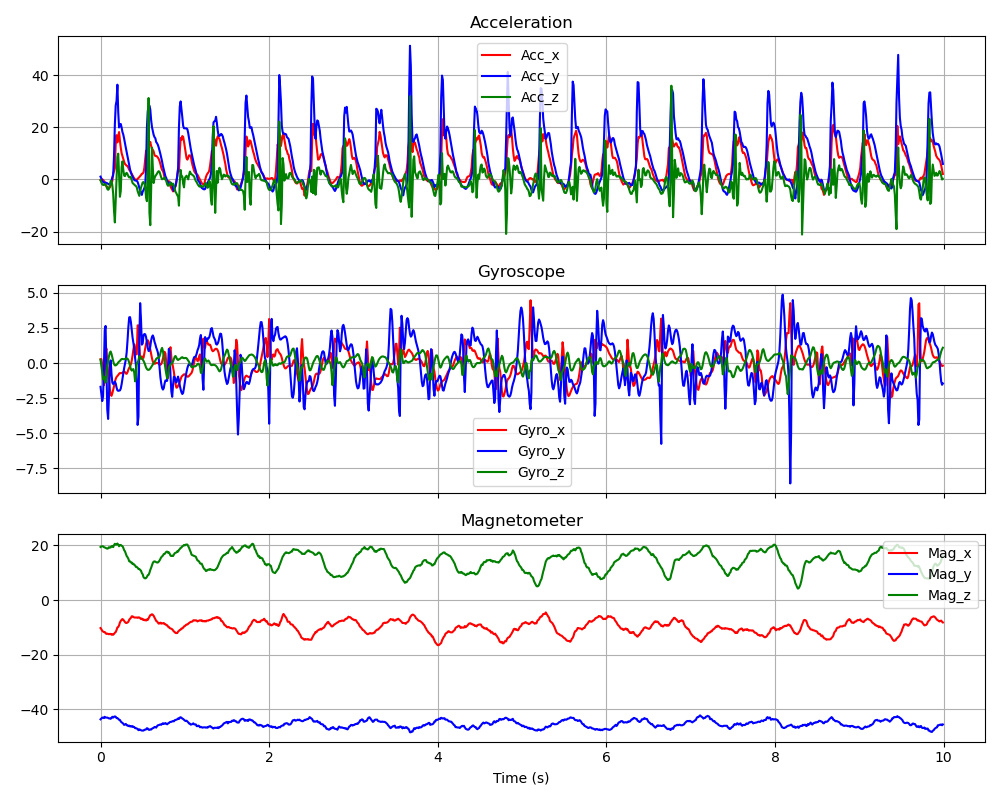 Acceleration
40
20
0
−20
Acc_x
Acc_y
Acc_z
Gyroscope
5.0
2.5
0.0
−2.5
−5.0
−7.5
Gyro_x
Gyro_y
Gyro_z
Magnetometer
20
0
−20
−40
Mag_x
Mag_y
Mag_z
0 2 4 6 8 10
Time (s)